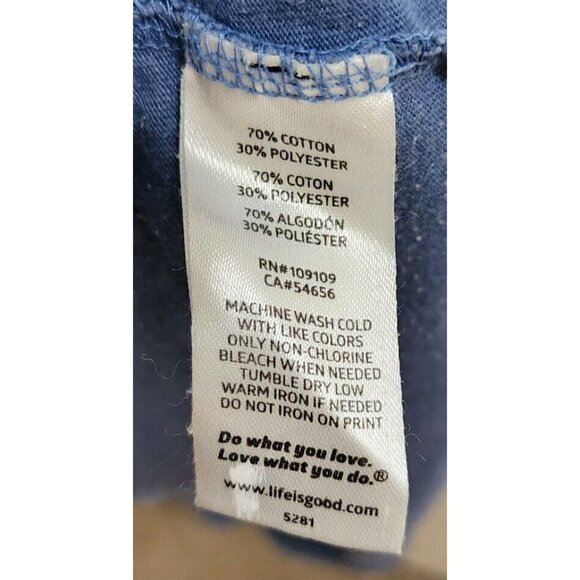 70% COTTON
30% POLYESTER
70% COTON
30% POLYESTER
70% ALGODÓN
30% POLIÉSTER
RN#109109
CA#54656
MACHINE WASH COLD
WITH LIKE COLORS
ONLY NON-CHLORINE
BLEACH WHEN NEEDED
TUMBLE DRY LOW
WARM IRON IF NEEDED
DO NOT IRON ON PRINT
Do what you love.
Love what you do.®
www.lifeisgood.com
5281